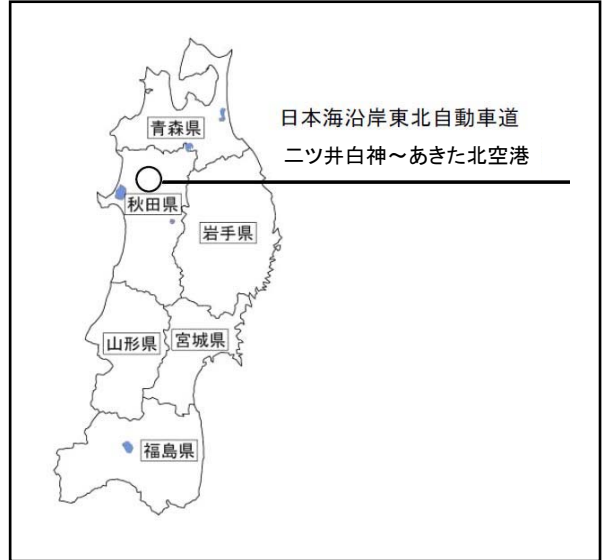 青森県
日本海沿岸東北自動車道
二ツ井白神～あきた北空港
秋田県
岩手県
山形県
宮城県
福島県